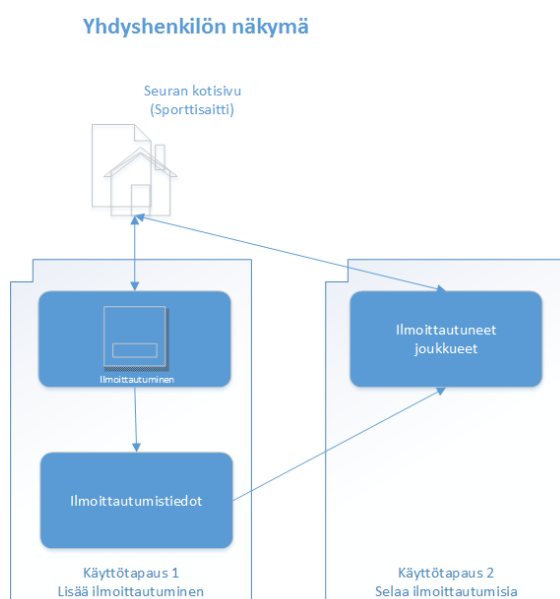 Yhdyshenkilön näkymä
Seuran kotisivu
(Sporttisaitti)
Ilmoittautuminen
Ilmoittautuneet
joukkueet
Ilmoittautumistiedot
Käyttötapaus 1
Lisää ilmoittautuminen
Käyttötapaus 2
Selaa ilmoittautumisia